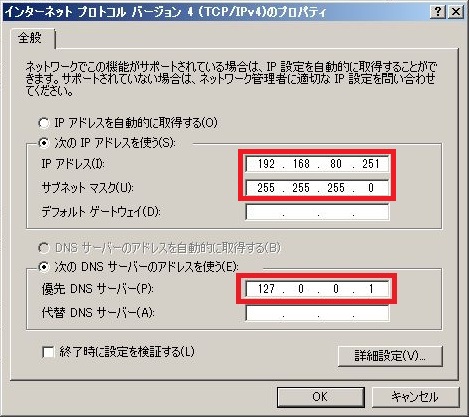 インターネット プロトコル バージョン 4 (TCP/IPv4)のプロパティ
全般
ネットワークでこの機能がサポートされている場合は、IP 設定を自動的に取得することがで
きます。サポートされていない場合は、ネットワーク管理者に適切な IP 設定を問い合わせ
てください。
IP アドレスを自動的に取得する(O)
次の IP アドレスを使う(S):
IP アドレス(I): 192 . 168 . 80 . 251
サブネット マスク(U): 255 . 255 . 255 . 0
デフォルト ゲートウェイ(D): . . .
DNS サーバーのアドレスを自動的に取得する(B)
次の DNS サーバーのアドレスを使う(E):
優先 DNS サーバー(P): 127 . 0 . 0 . 1
代替 DNS サーバー(A): . . .
終了時に設定を検証する(L)
詳細設定(V)...
OK キャンセル